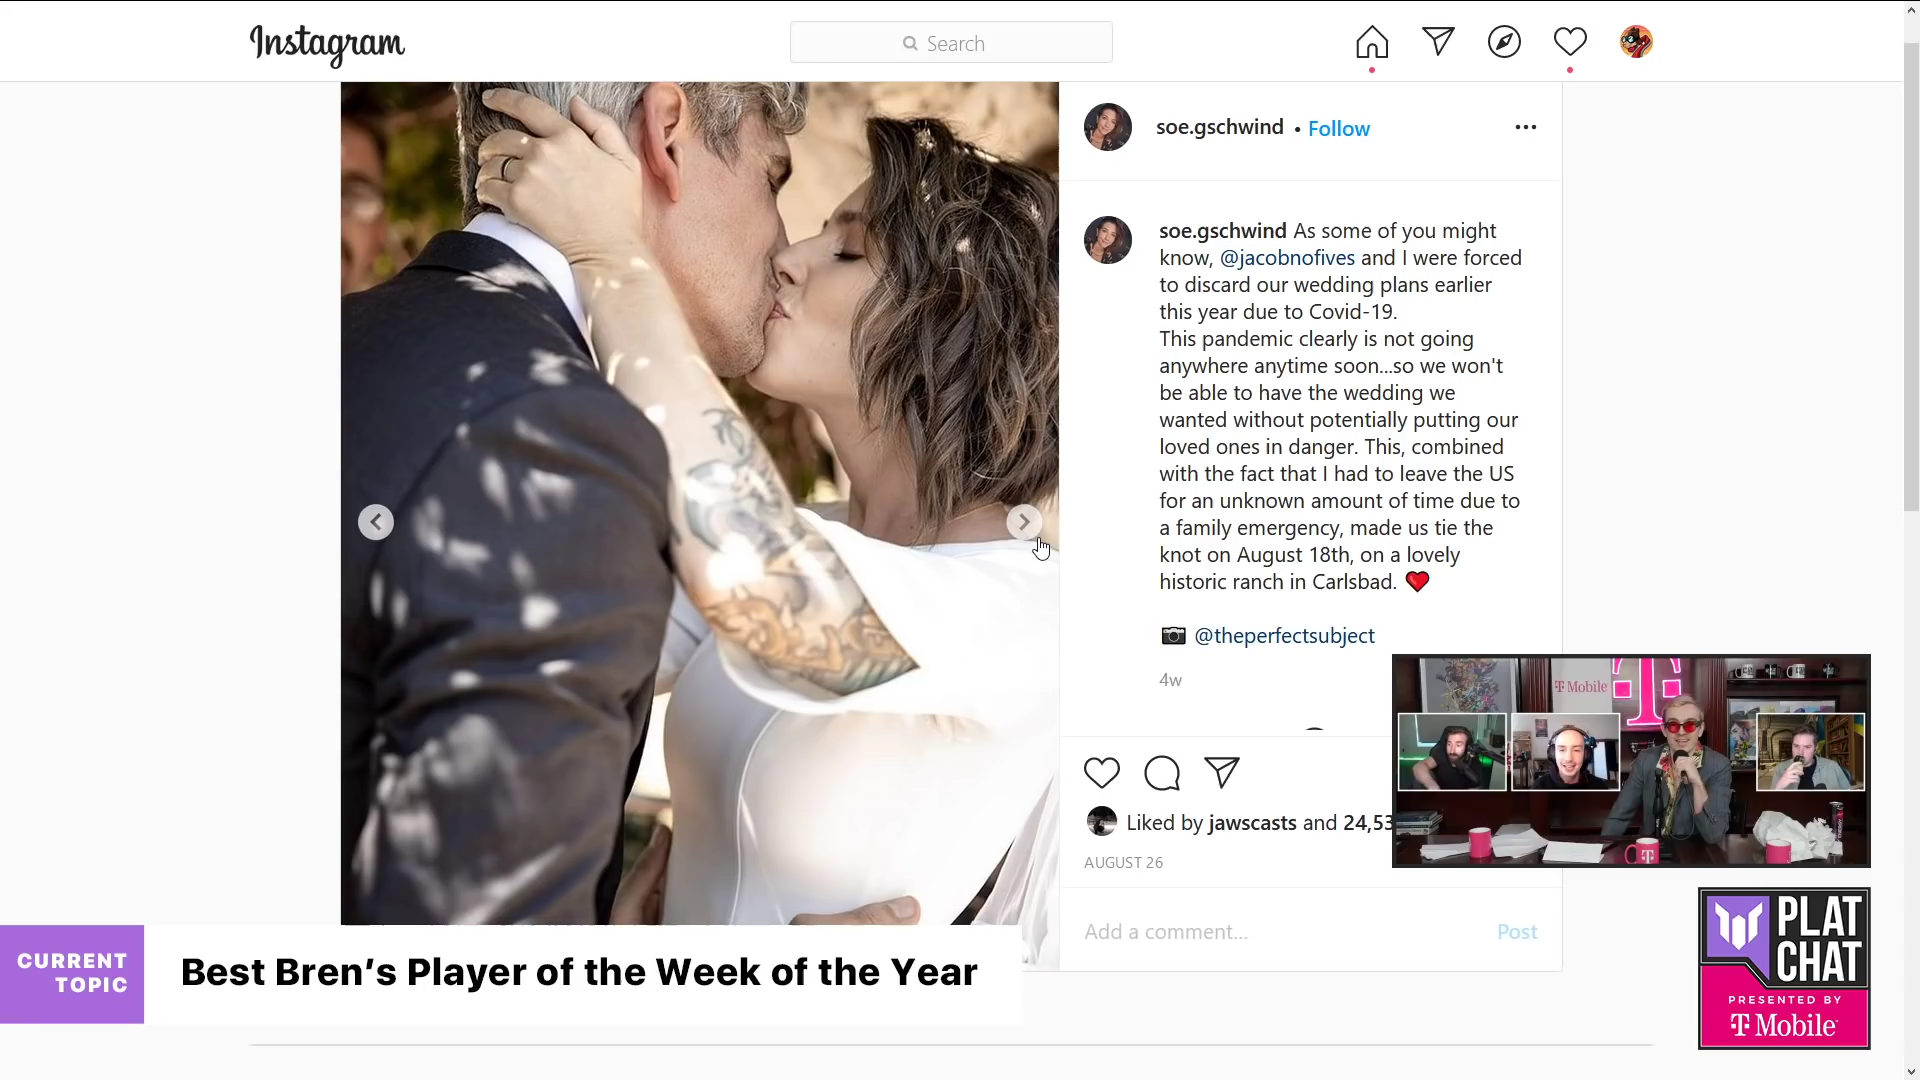 Instagram
Search
soe.gschwind • Follow
soe.gschwind As some of you might
know, @jacobnofives and I were forced
to discard our wedding plans earlier
this year due to Covid-19.
This pandemic clearly is not going
anywhere anytime soon...so we won't
be able to have the wedding we
wanted without potentially putting our
loved ones in danger. This, combined
with the fact that I had to leave the US
for an unknown amount of time due to
a family emergency, made us tie the
knot on August 18th, on a lovely
historic ranch in Carlsbad. ❤️
📷 @theperfectsubject
4w
T Mobile
T
Liked by jawscasts and 24,53
T
AUGUST 26
Add a comment...
Post
CURRENT
TOPIC
Best Bren's Player of the Week of the Year
PLAT
CHAT
PRESENTED BY
T Mobile